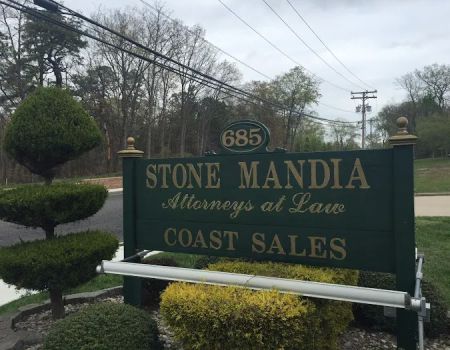 685
STONE MANDIA
Attorneys at Law
COAST SALES